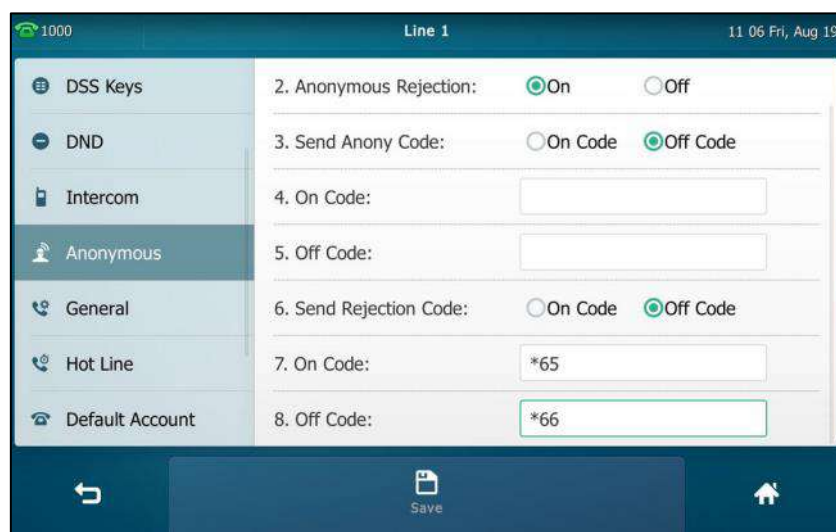 1000 Line 1 11 06 Fri, Aug 19
DSS Keys
DND
Intercom
Anonymous
General
Hot Line
Default Account
2. Anonymous Rejection: On Off
3. Send Anony Code: On Code Off Code
4. On Code:
5. Off Code:
6. Send Rejection Code: On Code Off Code
7. On Code: *65
8. Off Code: *66
Save